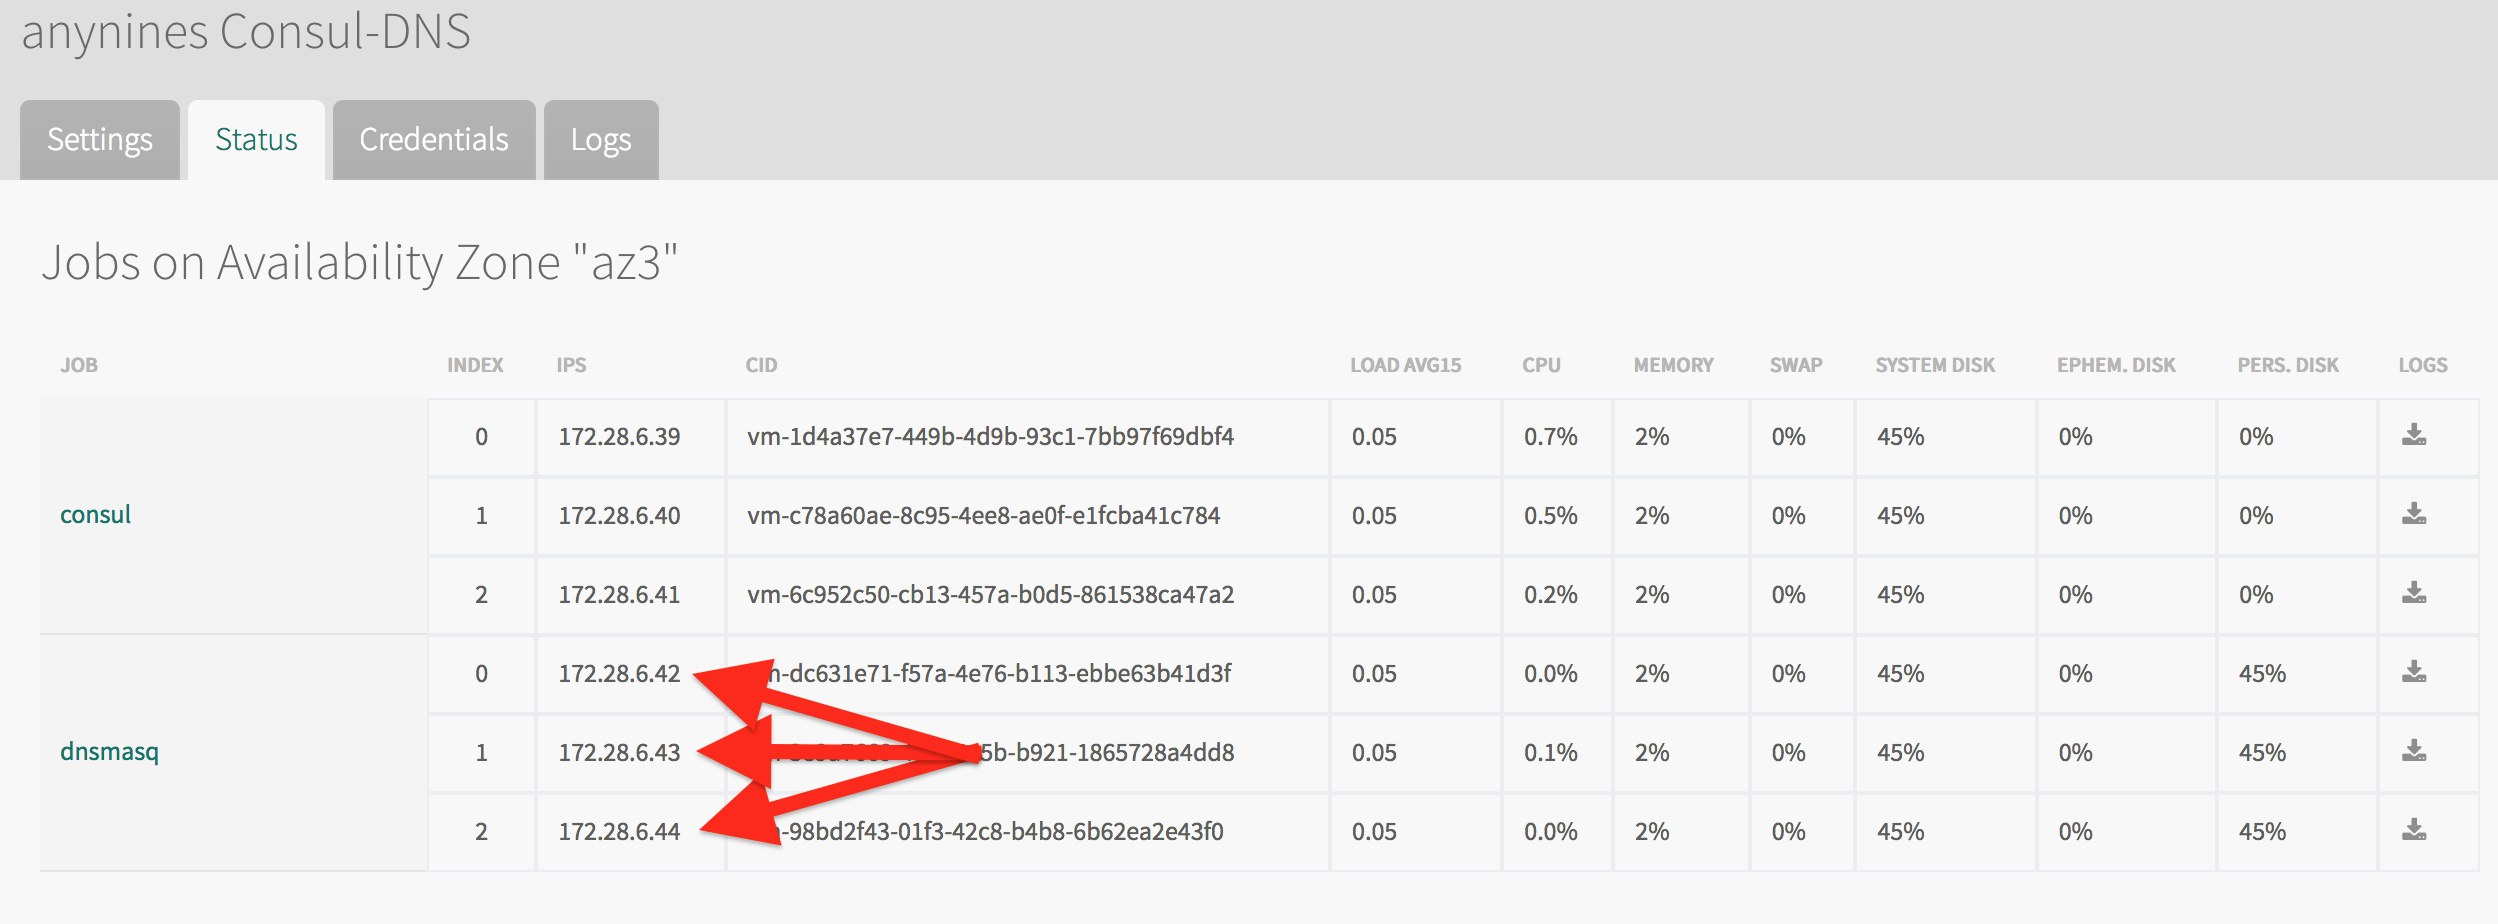 anynines Consul-DNS
Settings Status Credentials Logs
Jobs on Availability Zone "az3"
JOB INDEX IPS CID LOAD AVG15 CPU MEMORY SWAP SYSTEM DISK EPHEM. DISK PERS. DISK LOGS
0 172.28.6.39 vm-1d4a37e7-449b-4d9b-93c1-7bb97f69dbf4 0.05 0.7% 2% 0% 45% 0% 0%
consul 1 172.28.6.40 vm-c78a60ae-8c95-4ee8-ae0f-e1fcba41c784 0.05 0.5% 2% 0% 45% 0% 0%
2 172.28.6.41 vm-6c952c50-cb13-457a-b0d5-861538ca47a2 0.05 0.2% 2% 0% 45% 0% 0%
0 172.28.6.42 -dc631e71-f57a-4e76-b113-ebbe63b41d3f 0.05 0.0% 2% 0% 45% 0% 45%
dnsmasq 1 172.28.6.43 5b-b921-1865728a4dd8 0.05 0.1% 2% 0% 45% 0% 45%
2 172.28.6.44 -98bd2f43-01f3-42c8-b4b8-6b62ea2e43f0 0.05 0.0% 2% 0% 45% 0% 45%